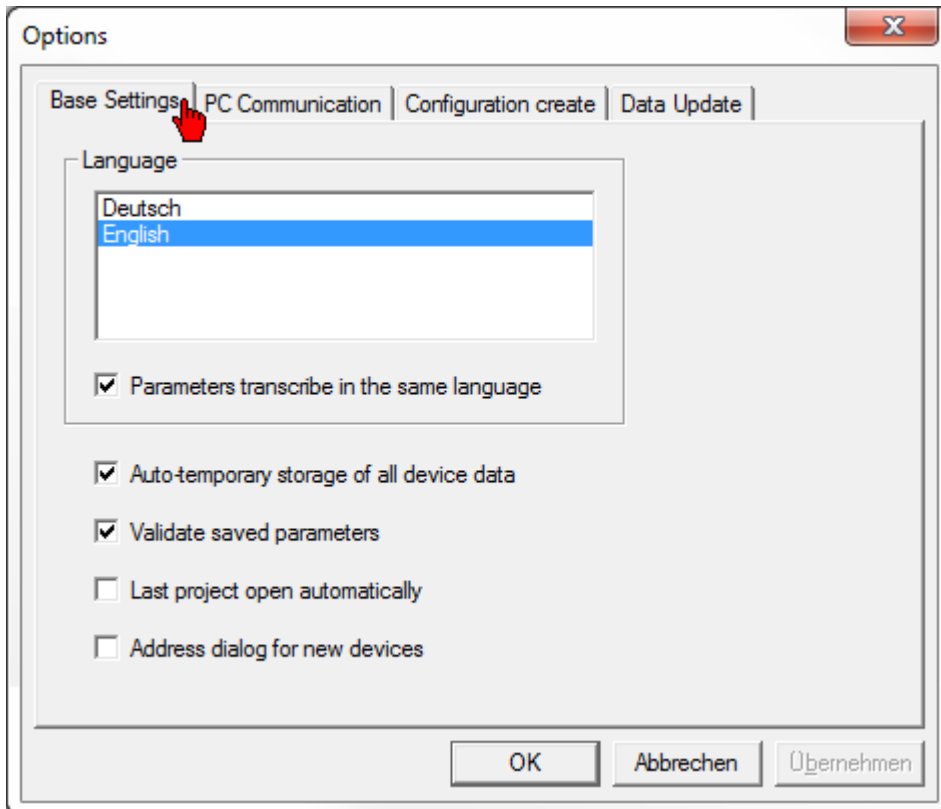 Options
Base Settings PC Communication Configuration create Data Update
Language
Deutsch
English
Parameters transcribe in the same language
Auto-temporary storage of all device data
Validate saved parameters
Last project open automatically
Address dialog for new devices
OK Abbrechen Übernehmen